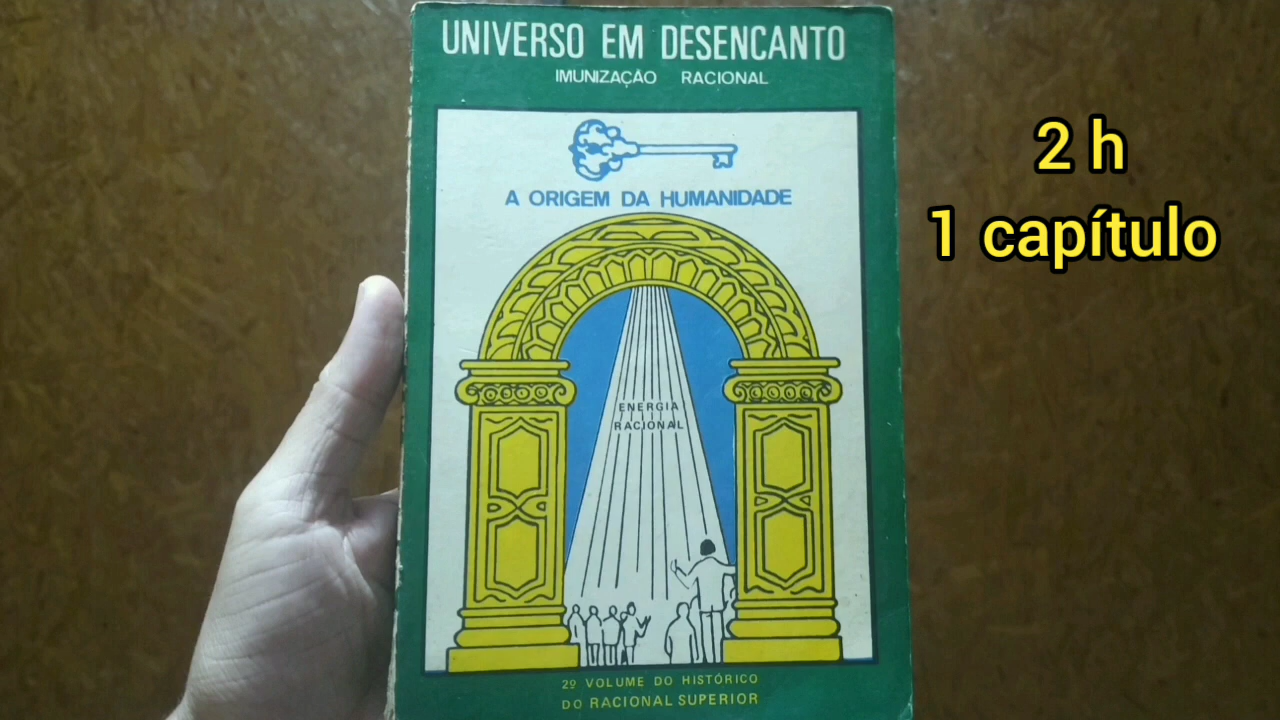 UNIVERSO EM DESENCANTO
IMUNIZAÇÃO RACIONAL
A ORIGEM DA HUMANIDADE
ENERGIA
RACIONAL
2º VOLUME DO HISTÓRICO
DO RACIONAL SUPERIOR
2 h
1 capítulo